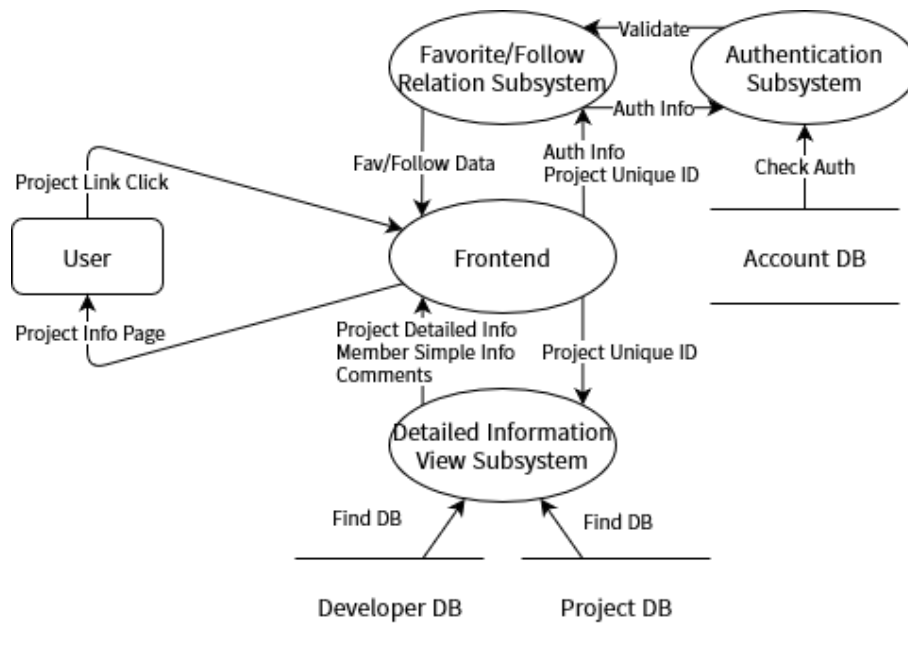 Validate
Favorite/Follow
Relation Subsystem
Authentication
Subsystem
Auth Info
Fav/Follow Data
Auth Info
Project Unique ID
Check Auth
Project Link Click
User
Frontend
Account DB
Project Info Page
Project Detailed Info
Member Simple Info
Comments
Project Unique ID
Detailed Information
View Subsystem
Find DB
Find DB
Developer DB
Project DB